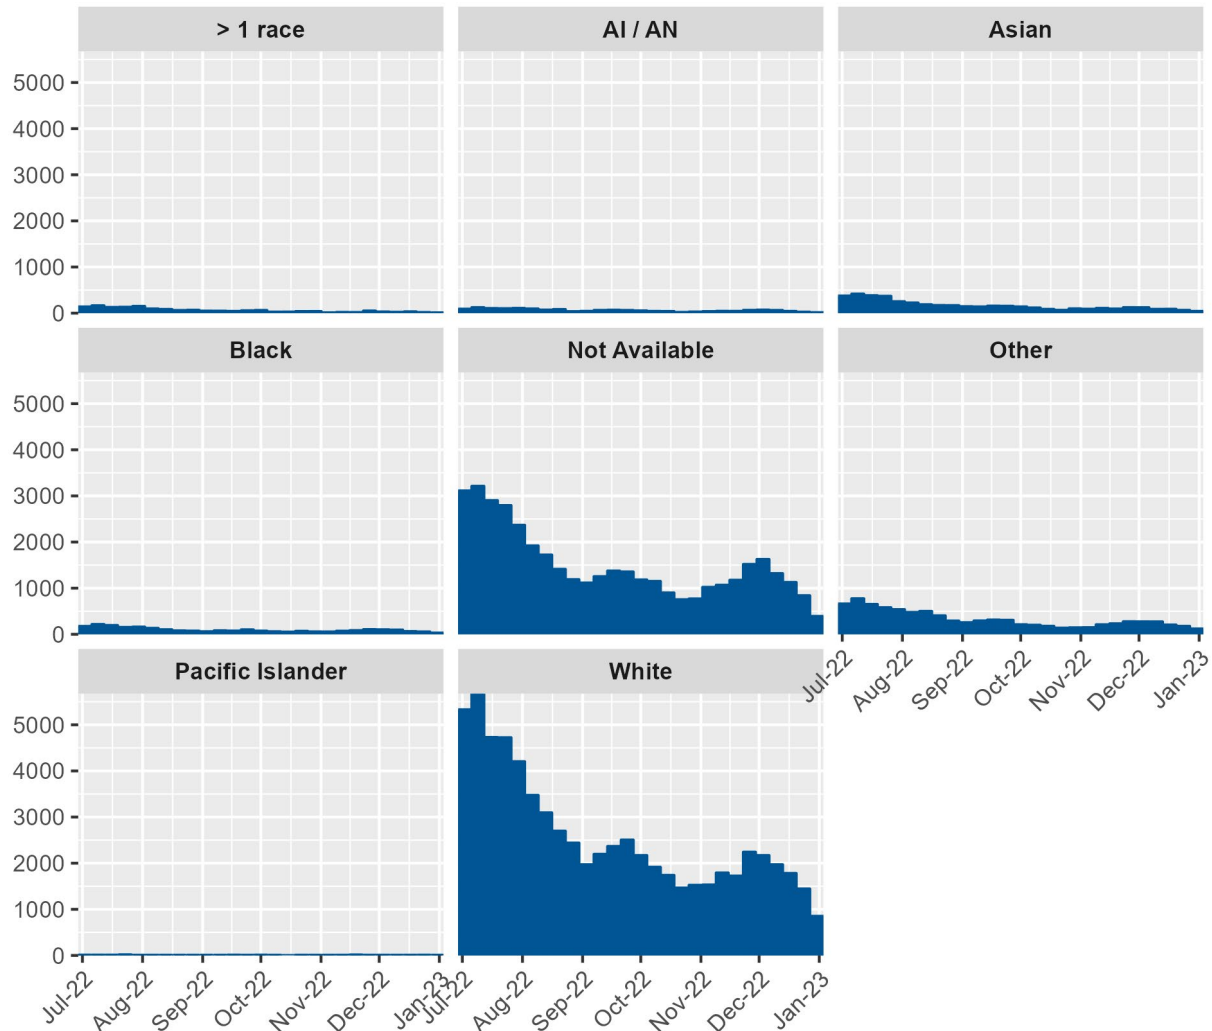 > 1 race
AI / AN
Asian
5000
4000
3000
2000
1000
0
Black
Not Available
Other
5000
4000
3000
2000
1000
0
Jul-22
Aug-22
Sep-22
Oct-22
Nov-22
Dec-22
Jan-23
Pacific Islander
White
5000
4000
3000
2000
1000
0
Jul-22
Aug-22
Sep-22
Oct-22
Nov-22
Dec-22
Jan-23
Jul-22
Aug-22
Sep-22
Oct-22
Nov-22
Dec-22
Jan-23